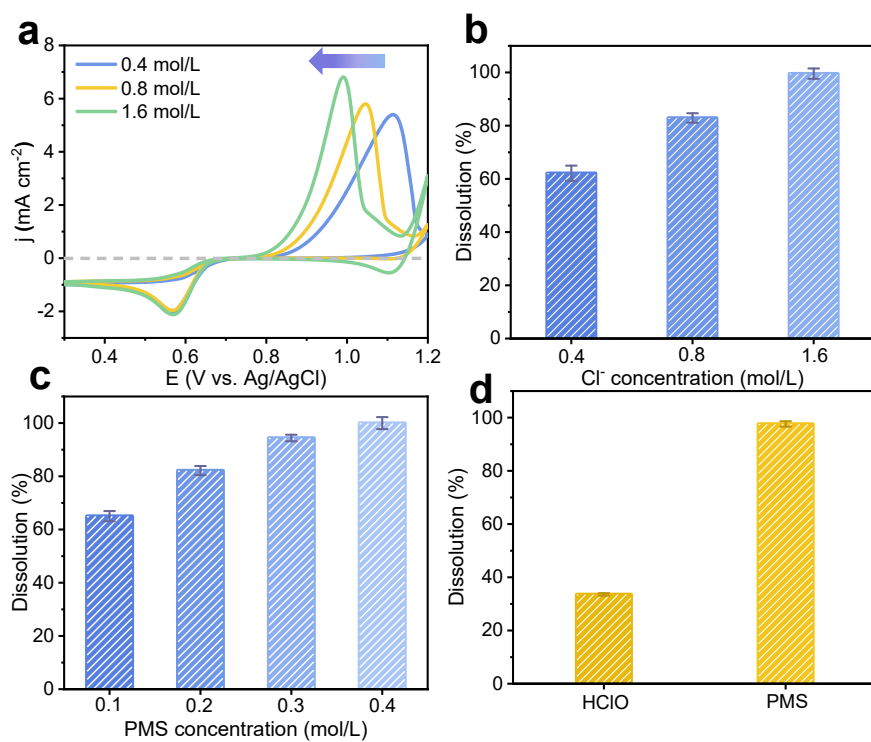 a
8
6
4
2
0
-2
j (mA cm⁻²)
0.4 mol/L
0.8 mol/L
1.6 mol/L
0.4
0.6
0.8
1.0
1.2
E (V vs. Ag/AgCl)
b
100
80
60
40
20
0
Dissolution (%)
0.4
0.8
1.6
Cl⁻ concentration (mol/L)
c
100
80
60
40
20
0
Dissolution (%)
0.1
0.2
0.3
0.4
PMS concentration (mol/L)
d
100
80
60
40
20
0
Dissolution (%)
HClO
PMS